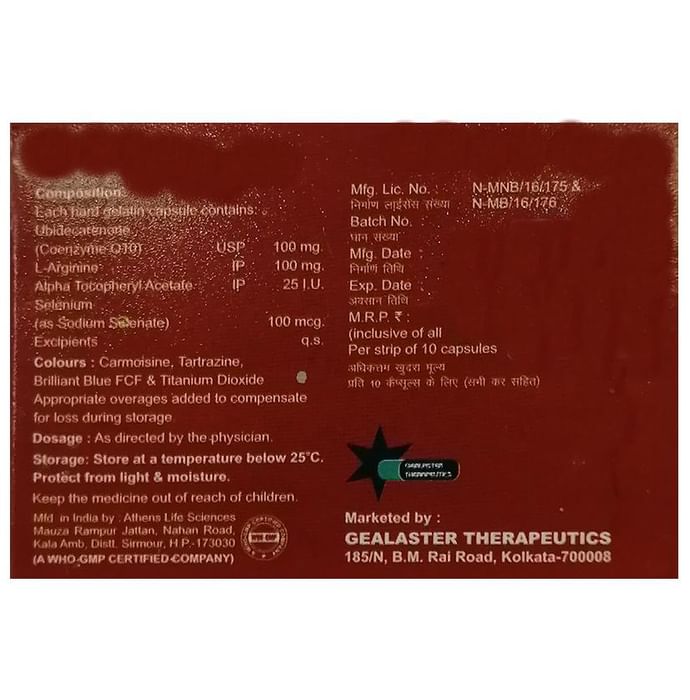 Composition:
Each hard gelatin capsule contains:
Ubidecarenone
(Coenzyme Q10) USP 100 mg.
L-Arginine IP 100 mg.
Alpha Tocopheryl Acetate IP 25 I.U.
Selenium
(as Sodium Selenate) 100 mcg.
Excipients q.s.
Colours : Carmoisine, Tartrazine,
Brilliant Blue FCF & Titanium Dioxide
Appropriate overages added to compensate
for loss during storage.
Dosage : As directed by the physician.
Storage: Store at a temperature below 25°C.
Protect from light & moisture.
Keep the medicine out of reach of children.
Mfd. in India by : Athens Life Sciences
Mauza Rampur Jattan, Nahan Road,
Kala Amb, Distt. Sirmour, H.P.-173030
(A WHO-GMP CERTIFIED COMPANY)
WHO-GMP
Mfg. Lic. No. : N-MNB/16/175 &
निर्माण लाईसेंस संख्या N-MB/16/176
Batch No.
घान संख्या
Mfg. Date :
निर्माण तिथि
Exp. Date :
अवसान तिथि
M.R.P. ₹ :
(inclusive of all
Per strip of 10 capsules
अधिकत्तम खुदरा मूल्य
प्रति 10 कैप्सूल्स के लिए (सभी कर सहित)
GEALASTER
THERAPEUTICS
Marketed by :
GEALASTER THERAPEUTICS
185/N, B.M. Rai Road, Kolkata-700008